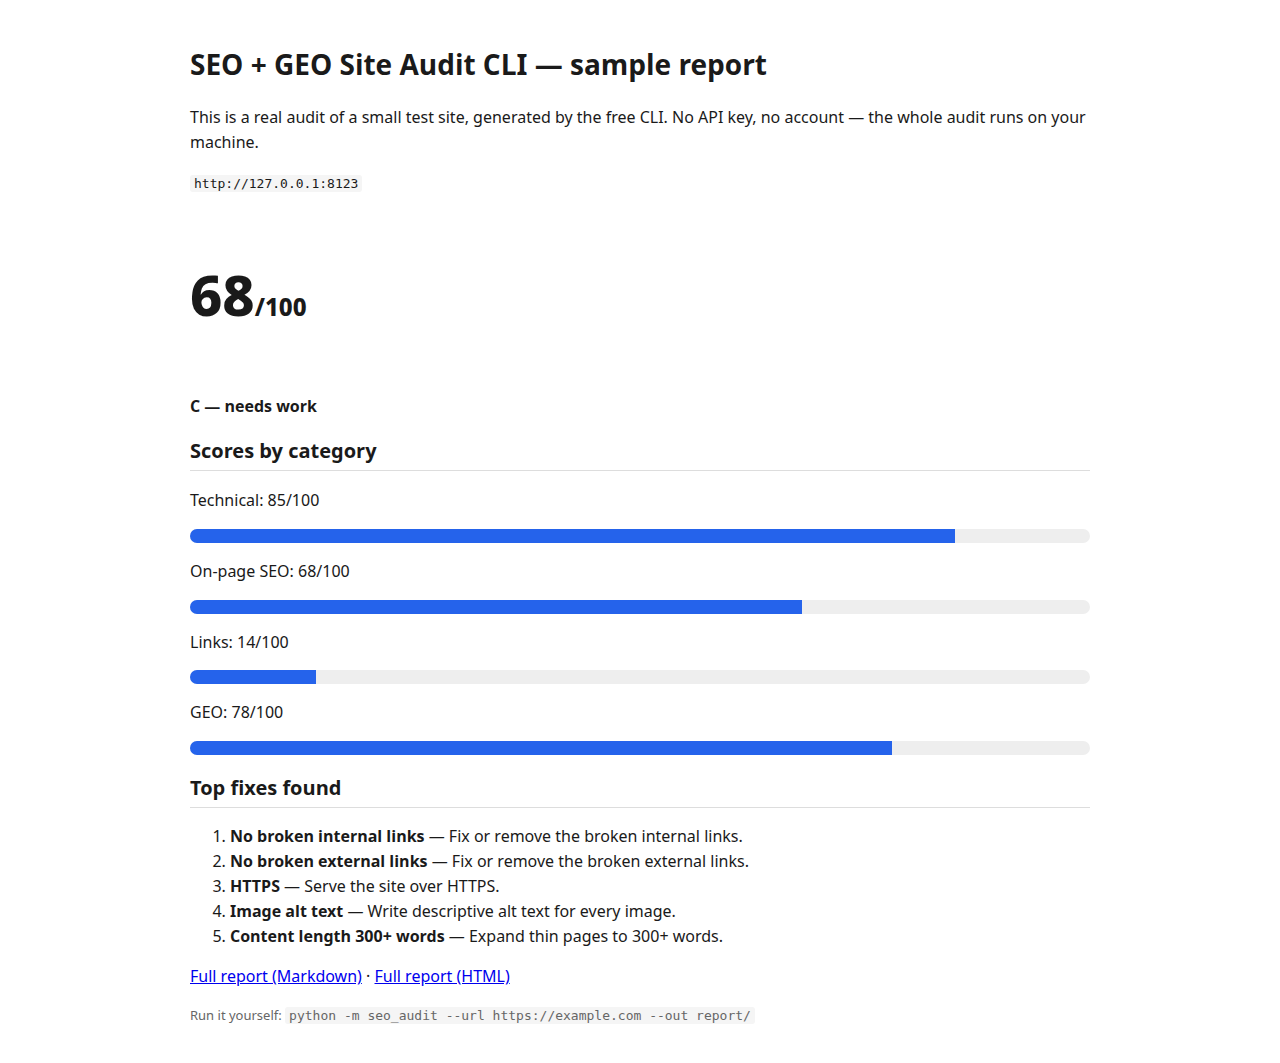 SEO + GEO Site Audit CLI — sample report
This is a real audit of a small test site, generated by the free CLI. No API key, no account — the whole audit runs on your
machine.
http://127.0.0.1:8123
68/100
C — needs work
Scores by category
Technical: 85/100
On-page SEO: 68/100
Links: 14/100
GEO: 78/100
Top fixes found
1. No broken internal links — Fix or remove the broken internal links.
2. No broken external links — Fix or remove the broken external links.
3. HTTPS — Serve the site over HTTPS.
4. Image alt text — Write descriptive alt text for every image.
5. Content length 300+ words — Expand thin pages to 300+ words.
Full report (Markdown) · Full report (HTML)
Run it yourself: python -m seo_audit --url https://example.com --out report/